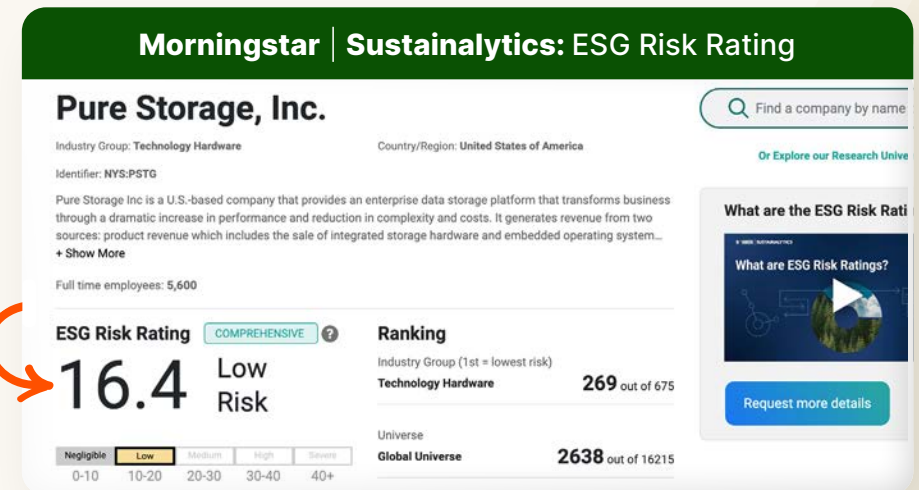 Morningstar | Sustainalytics: ESG Risk Rating
Pure Storage, Inc.
Industry Group: Technology Hardware
Country/Region: United States of America
Identifier: NYS:PSTG
Pure Storage Inc is a U.S.-based company that provides an enterprise data storage platform that transforms business
through a dramatic increase in performance and reduction in complexity and costs. It generates revenue from two
sources: product revenue which includes the sale of integrated storage hardware and embedded operating system...
+ Show More
Full time employees: 5,600
ESG Risk Rating COMPREHENSIVE ?
16.4 Low
Risk
Negligible Low Medium High Severe
0-10 10-20 20-30 30-40 40+
Ranking
Industry Group (1st = lowest risk)
Technology Hardware 269 out of 675
Universe
Global Universe 2638 out of 16215
Find a company by name
Or Explore our Research Unive
What are the ESG Risk Rati
What are ESG Risk Ratings?
Request more details